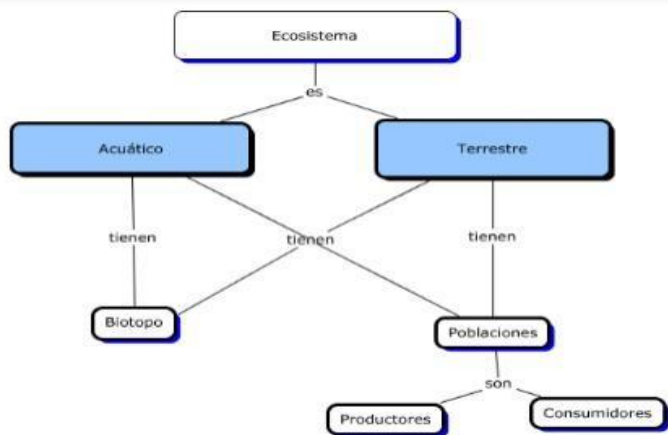 Ecosistema
es
Acuático
Terrestre
tienen
tienen
tienen
Biotopo
Poblaciones
son
Productores
Consumidores